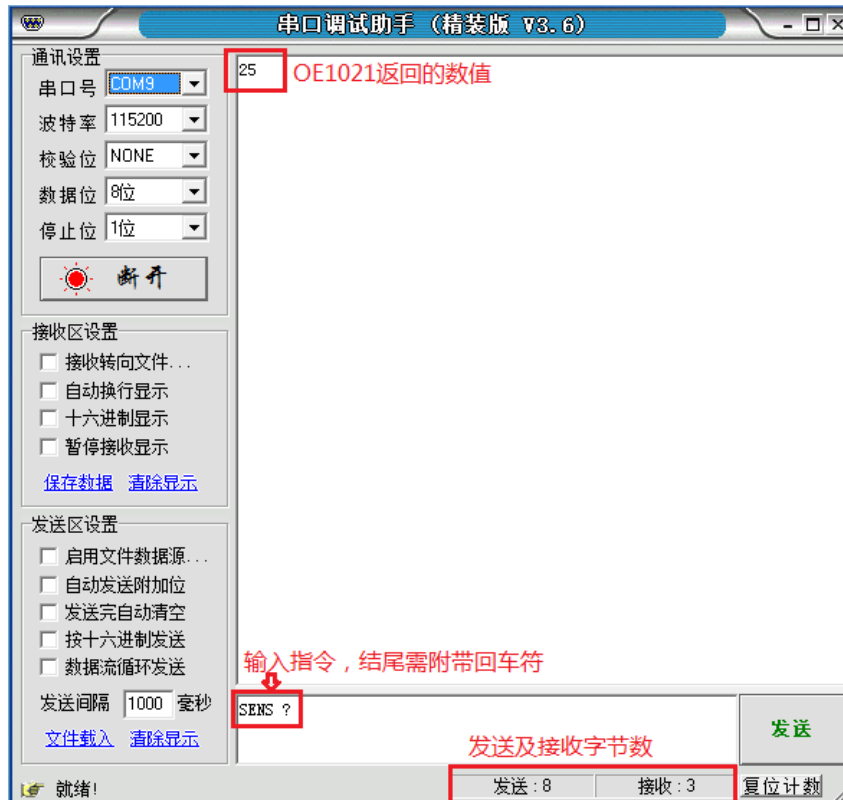 串口调试助手 (精装版 V3.6)
通讯设置
串口号 COM9
波特率 115200
校验位 NONE
数据位 8位
停止位 1位
断开
接收区设置
接收转向文件...
自动换行显示
十六进制显示
暂停接收显示
保存数据 清除显示
发送区设置
启用文件数据源...
自动发送附加位
发送完自动清空
按十六进制发送
数据流循环发送
发送间隔 1000 毫秒
文件载入 清除显示
就绪!
25 OE1021返回的数值
输入指令，结尾需附带回车符
SENS ?
发送
发送及接收字节数
发送:8 接收:3 复位计数